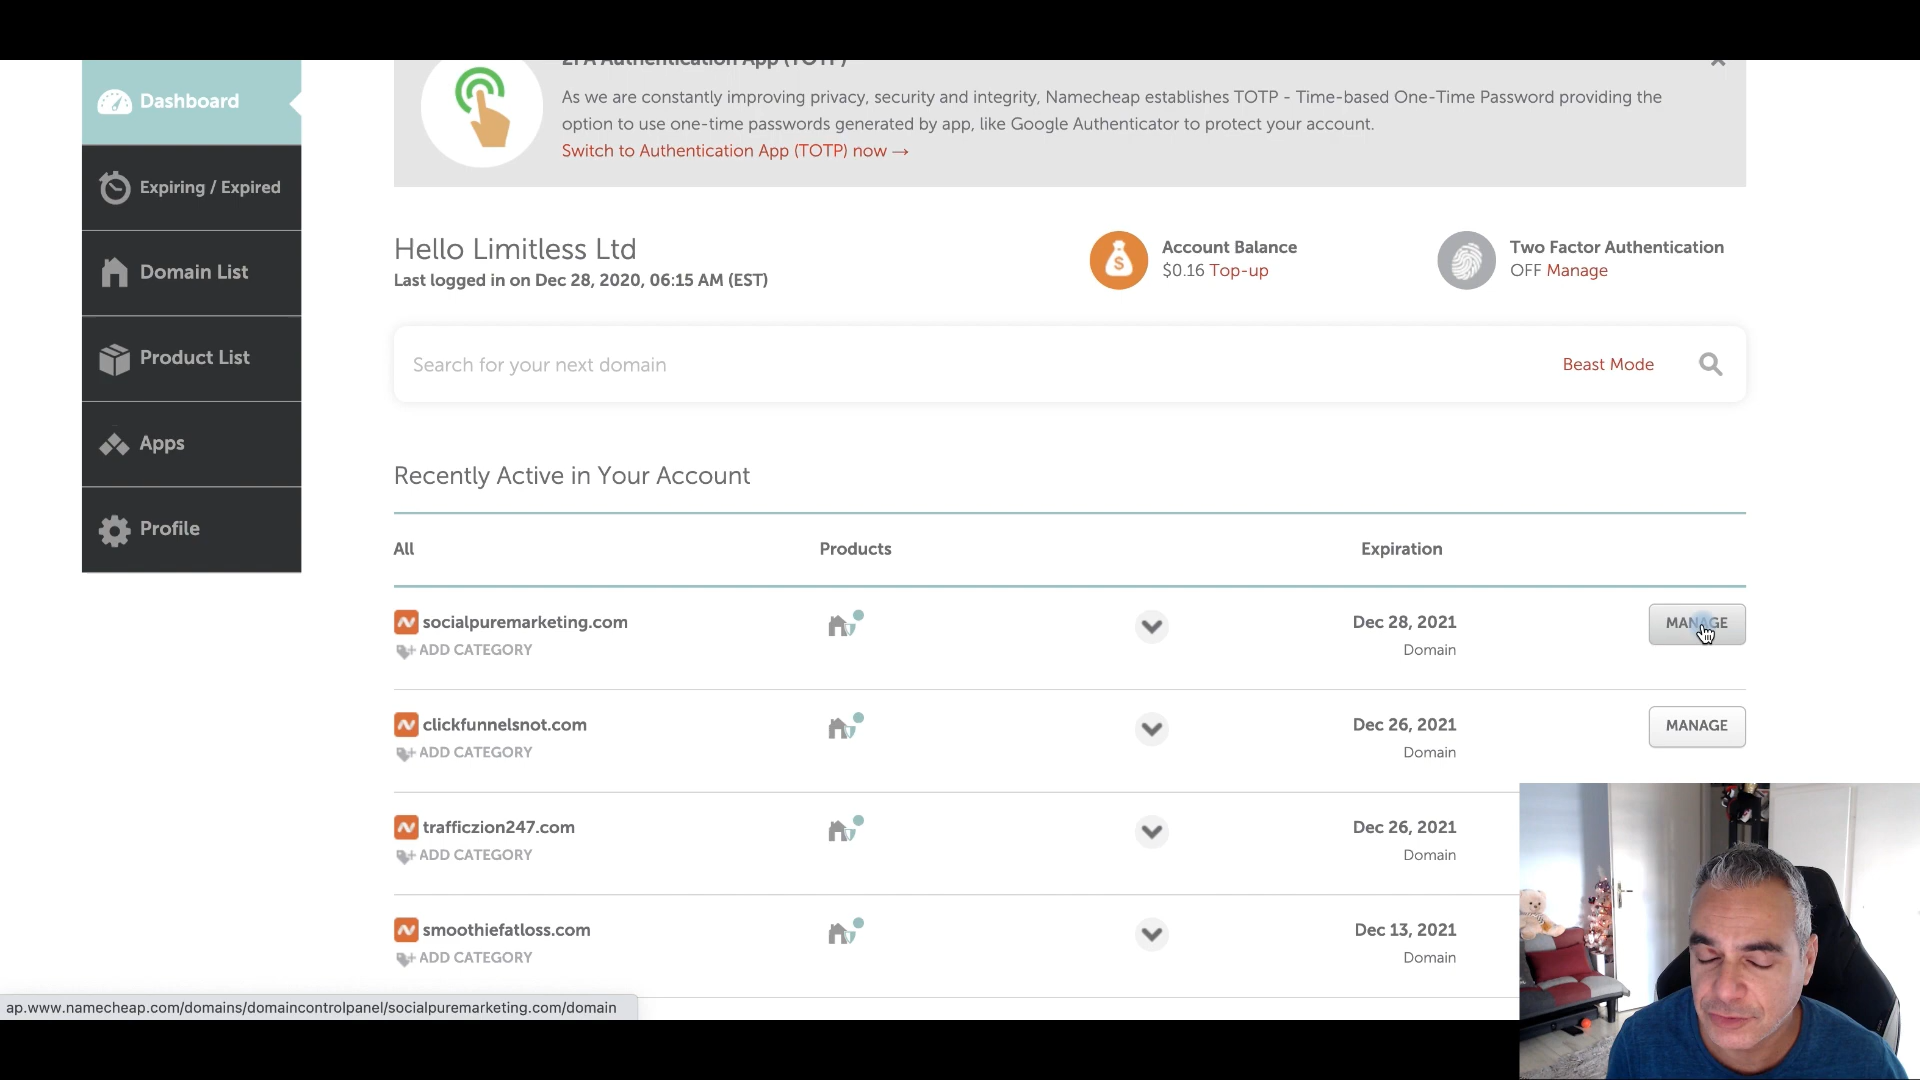 2FA Authentication App (TOTP)
As we are constantly improving privacy, security and integrity, Namecheap establishes TOTP - Time-based One-Time Password providing the
option to use one-time passwords generated by app, like Google Authenticator to protect your account.
Switch to Authentication App (TOTP) now →
Dashboard
Expiring / Expired
Domain List
Product List
Apps
Profile
Hello Limitless Ltd
Last logged in on Dec 28, 2020, 06:15 AM (EST)
Account Balance
$0.16 Top-up
Two Factor Authentication
OFF Manage
Search for your next domain
Beast Mode
Recently Active in Your Account
All Products Expiration
socialpuremarketing.com Dec 28, 2021 MANAGE
ADD CATEGORY Domain
clickfunnelsnot.com Dec 26, 2021 MANAGE
ADD CATEGORY Domain
trafficzion247.com Dec 26, 2021
ADD CATEGORY Domain
smoothiefatloss.com Dec 13, 2021
ADD CATEGORY Domain
ap.www.namecheap.com/domains/domaincontrolpanel/socialpuremarketing.com/domain